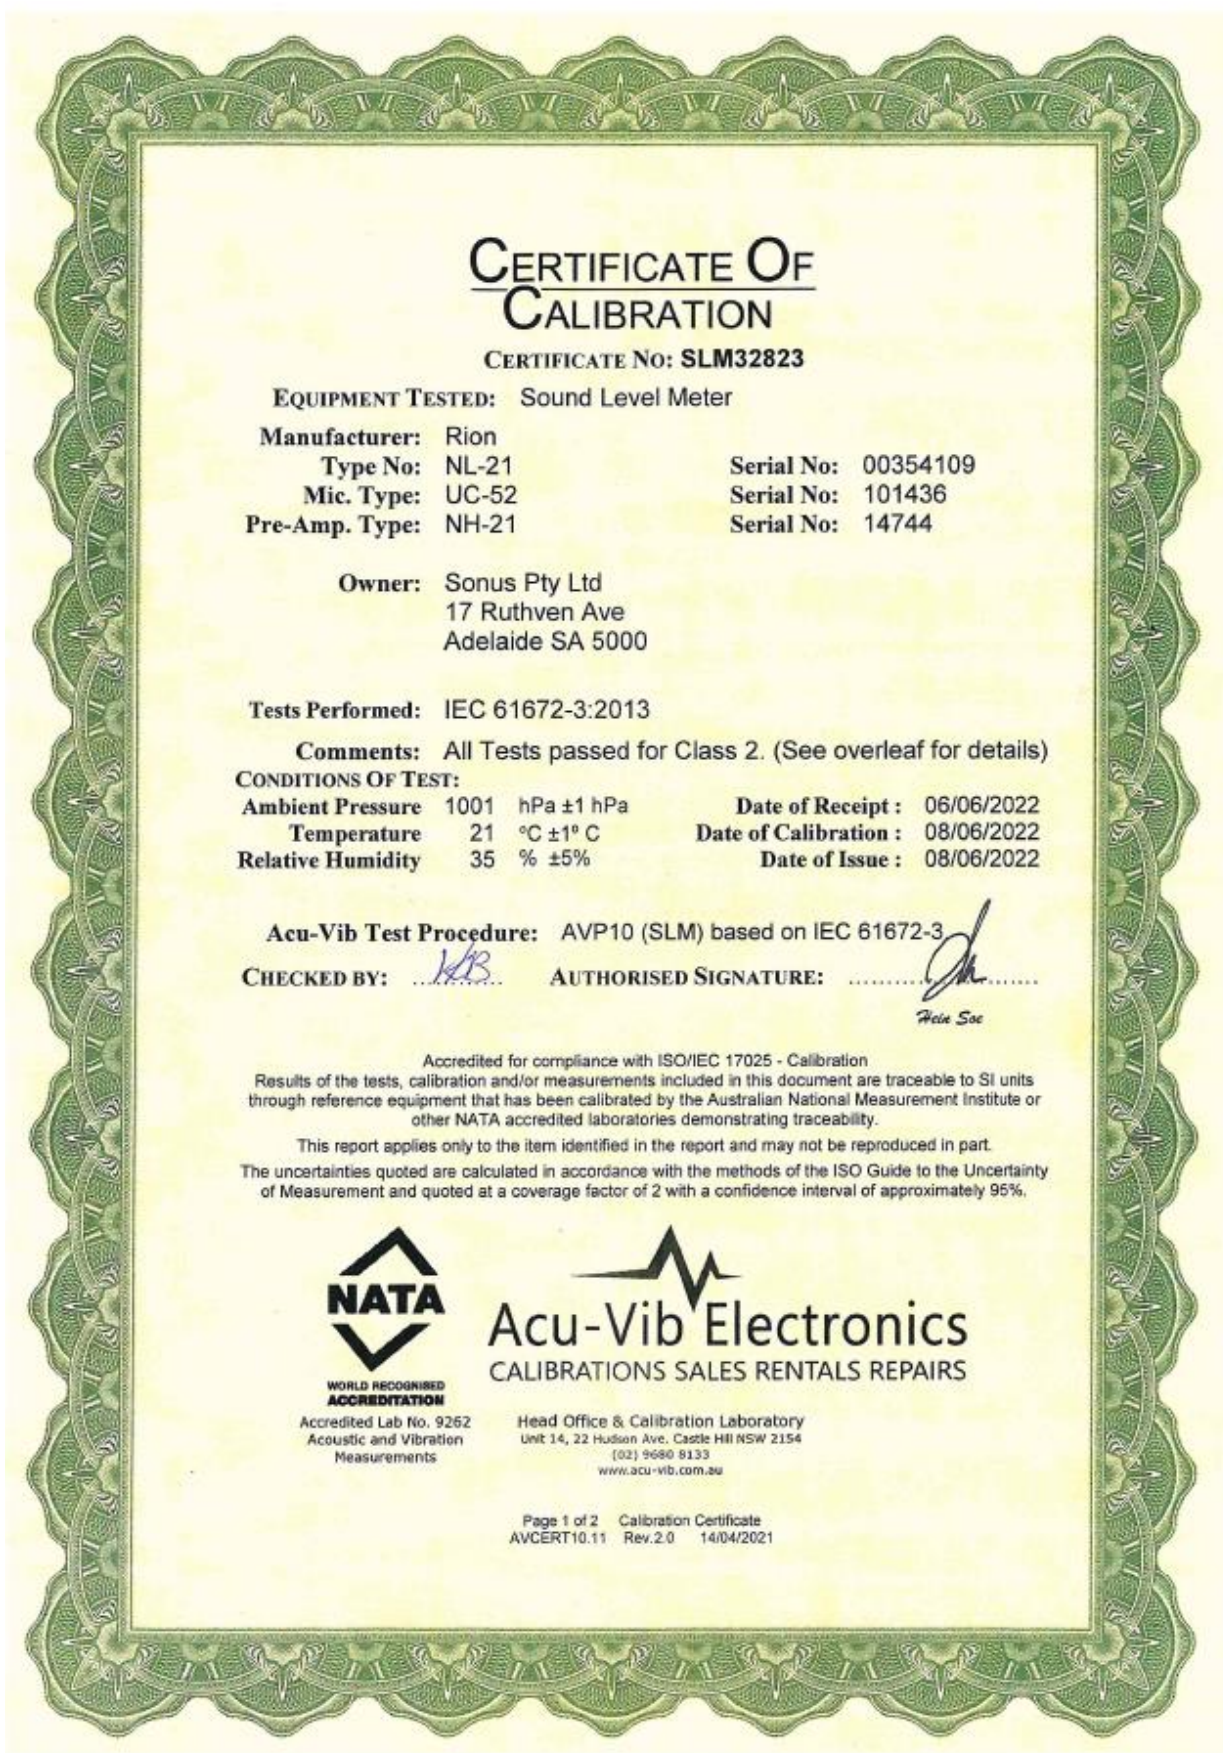 CERTIFICATE OF
CALIBRATION
CERTIFICATE NO: SLM32823
EQUIPMENT TESTED: Sound Level Meter
Manufacturer: Rion
Type No: NL-21 Serial No: 00354109
Mic. Type: UC-52 Serial No: 101436
Pre-Amp. Type: NH-21 Serial No: 14744
Owner: Sonus Pty Ltd
17 Ruthven Ave
Adelaide SA 5000
Tests Performed: IEC 61672-3:2013
Comments: All Tests passed for Class 2. (See overleaf for details)
CONDITIONS OF TEST:
Ambient Pressure 1001 hPa ±1 hPa Date of Receipt : 06/06/2022
Temperature 21 °C ±1° C Date of Calibration : 08/06/2022
Relative Humidity 35 % ±5% Date of Issue : 08/06/2022
Acu-Vib Test Procedure: AVP10 (SLM) based on IEC 61672-3
CHECKED BY: AUTHORISED SIGNATURE:
Hein Soe
Accredited for compliance with ISO/IEC 17025 - Calibration
Results of the tests, calibration and/or measurements included in this document are traceable to SI units
through reference equipment that has been calibrated by the Australian National Measurement Institute or
other NATA accredited laboratories demonstrating traceability.
This report applies only to the item identified in the report and may not be reproduced in part.
The uncertainties quoted are calculated in accordance with the methods of the ISO Guide to the Uncertainty
of Measurement and quoted at a coverage factor of 2 with a confidence interval of approximately 95%.
NATA
WORLD RECOGNISED
ACCREDITATION
Accredited Lab No. 9262
Acoustic and Vibration
Measurements
Acu-Vib Electronics
CALIBRATIONS SALES RENTALS REPAIRS
Head Office & Calibration Laboratory
Unit 14, 22 Hudson Ave. Castle Hill NSW 2154
(02) 9680 8133
www.acu-vib.com.au
Page 1 of 2 Calibration Certificate
AVCERT10.11 Rev.2.0 14/04/2021